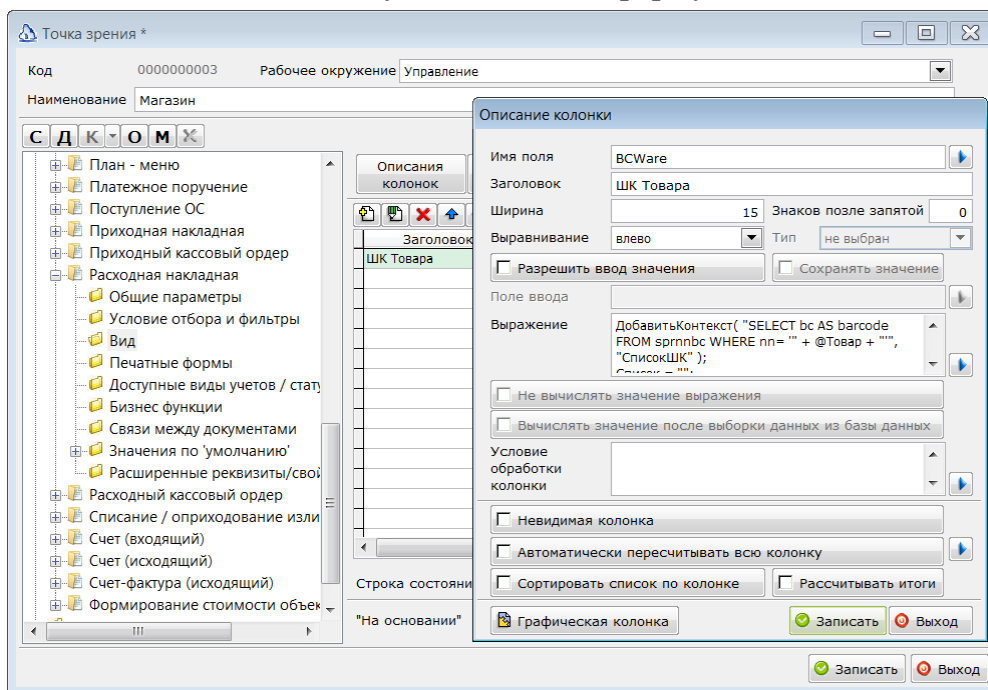 Точка зрения *
Код 0000000003 Рабочее окружение Управление
Наименование Магазин
С Д К О М
План - меню
Платежное поручение
Поступление ОС
Приходная накладная
Приходный кассовый ордер
Расходная накладная
Общие параметры
Условие отбора и фильтры
Вид
Печатные формы
Доступные виды учетов / стату
Бизнес функции
Связи между документами
Значения по 'умолчанию'
Расширенные реквизиты/свой
Расходный кассовый ордер
Списание / оприходование изли
Счет (входящий)
Счет (исходящий)
Счет-фактура (исходящий)
Формирование стоимости объек
Описания
колонок
Заголовок
ШК Товара
Строка состояни
"На основании"
Описание колонки
Имя поля BCWare
Заголовок ШК Товара
Ширина 15 Знаков после запятой 0
Выравнивание влево Тип не выбран
Разрешить ввод значения Сохранять значение
Поле ввода
Выражение ДобавитьКонтекст( "SELECT bc AS barcode
FROM sprnnbc WHERE nn= '" + @Товар + "'",
"СписокШК" );
Список = "";
Не вычислять значение выражения
Вычислять значение после выборки данных из базы данных
Условие
обработки
колонки
Невидимая колонка
Автоматически пересчитывать всю колонку
Сортировать список по колонке Рассчитывать итоги
Графическая колонка Записать Выход
Записать Выход